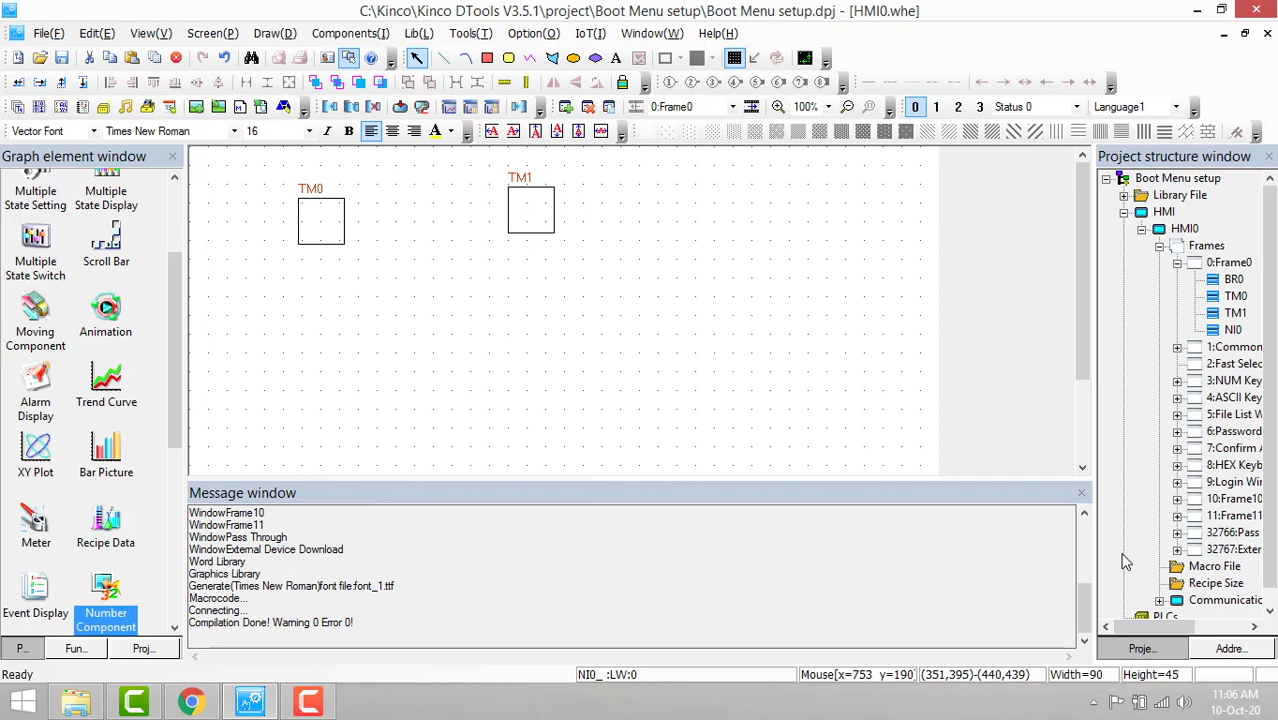 C:\Kinco\Kinco DTools V3.5.1\project\Boot Menu setup\Boot Menu setup.dpj - [HMI0.whe]
File(F) Edit(E) View(V) Screen(P) Draw(D) Components(I) Lib(L) Tools(T) Option(O) IoT(I) Window(W) Help(H)
0:Frame0 100% 0 1 2 3 Status 0 Language1
Vector Font Times New Roman 16
Graph element window
Multiple State Setting
Multiple State Display
Multiple State Switch
Scroll Bar
Moving Component
Animation
Alarm Display
Trend Curve
XY Plot
Bar Picture
Meter
Recipe Data
Event Display
Number Component
P... Fun... Proj...
TM0
TM1
Message window
WindowFrame10
WindowFrame11
WindowPass Through
WindowExternal Device Download
Word Library
Graphics Library
Generate(Times New Roman)font file:font_1.ttf
Macrocode...
Connecting...
Compilation Done! Warning 0 Error 0!
Project structure window
Boot Menu setup
Library File
HMI
HMI0
Frames
0:Frame0
BR0
TM0
TM1
NI0
1:Common
2:Fast Selec
3:NUM Key
4:ASCII Key
5:File List W
6:Password
7:Confirm A
8:HEX Keyb
9:Login Win
10:Frame10
11:Frame11
32766:Pass
32767:Exter
Macro File
Recipe Size
Communicatio
PLCs
Proje... Addre...
Ready NI0_ :LW:0 Mouse[x=753 y=190] (351,395)-(440,439) Width=90 Height=45
11:06 AM
10-Oct-20